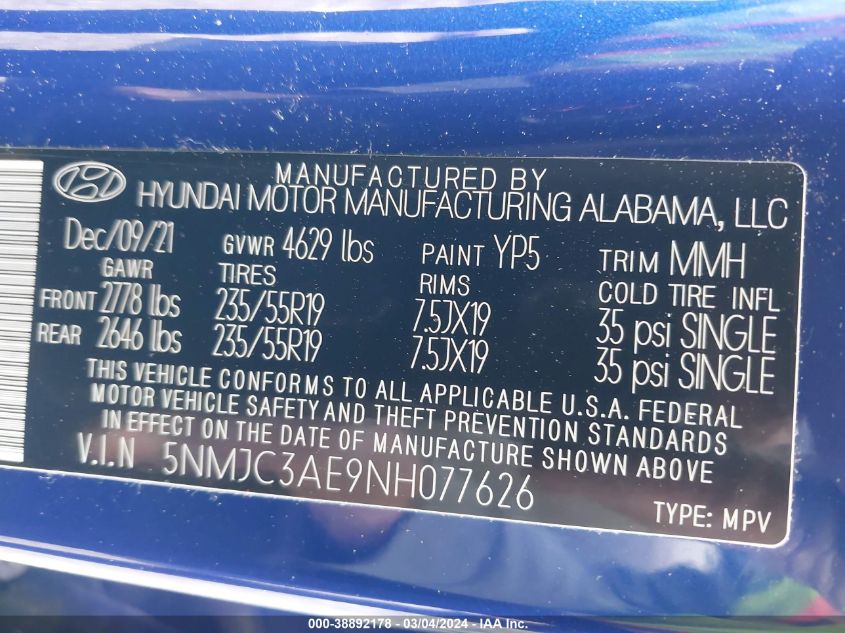 MANUFACTURED BY
HYUNDAI MOTOR MANUFACTURING ALABAMA, LLC
Dec/09/21 GVWR 4629 lbs PAINT YP5 TRIM MMH
GAWR TIRES RIMS COLD TIRE INFL
FRONT 2778 lbs 235/55R19 7.5JX19 35 psi SINGLE
REAR 2646 lbs 235/55R19 7.5JX19 35 psi SINGLE
THIS VEHICLE CONFORMS TO ALL APPLICABLE U.S.A. FEDERAL
MOTOR VEHICLE SAFETY AND THEFT PREVENTION STANDARDS
IN EFFECT ON THE DATE OF MANUFACTURE SHOWN ABOVE
V.I.N 5NMJC3AE9NH077626
TYPE: MPV
000-38892178 - 03/04/2024 - IAA Inc.